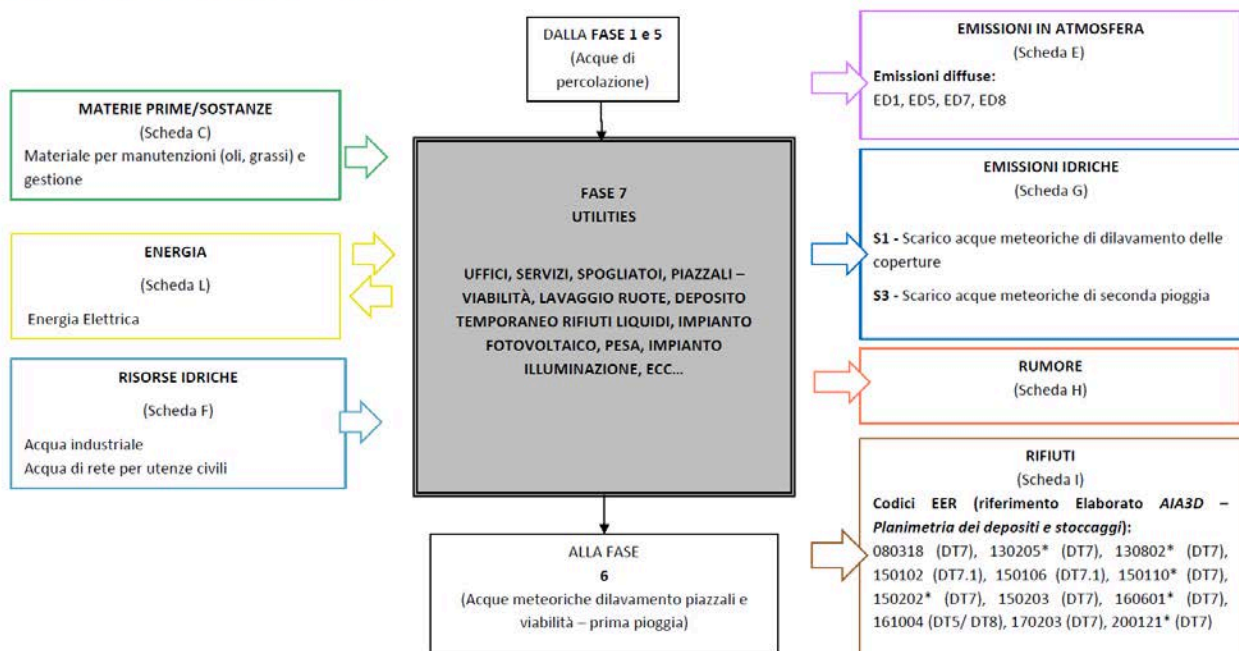 DALLA FASE 1 e 5
(Acque di
percolazione)
MATERIE PRIME/SOSTANZE
(Scheda C)
Materiale per manutenzioni (oli, grassi) e
gestione
ENERGIA
(Scheda L)
Energia Elettrica
RISORSE IDRICHE
(Scheda F)
Acqua industriale
Acqua di rete per utenze civili
FASE 7
UTILITIES
UFFICI, SERVIZI, SPOGLIATOI, PIAZZALI –
VIABILITÀ, LAVAGGIO RUOTE, DEPOSITO
TEMPORANEO RIFIUTI LIQUIDI, IMPIANTO
FOTOVOLTAICO, PESA, IMPIANTO
ILLUMINAZIONE, ECC...
ALLA FASE
6
(Acque meteoriche dilavamento piazzali e
viabilità – prima pioggia)
EMISSIONI IN ATMOSFERA
(Scheda E)
Emissioni diffuse:
ED1, ED5, ED7, ED8
EMISSIONI IDRICHE
(Scheda G)
S1 - Scarico acque meteoriche di dilavamento delle
coperture
S3 - Scarico acque meteoriche di seconda pioggia
RUMORE
(Scheda H)
RIFIUTI
(Scheda I)
Codici EER (riferimento Elaborato AIA3D –
Planimetria dei depositi e stoccaggi):
080318 (DT7), 130205* (DT7), 130802* (DT7),
150102 (DT7.1), 150106 (DT7.1), 150110* (DT7),
150202* (DT7), 150203 (DT7), 160601* (DT7),
161004 (DT5/ DT8), 170203 (DT7), 200121* (DT7)